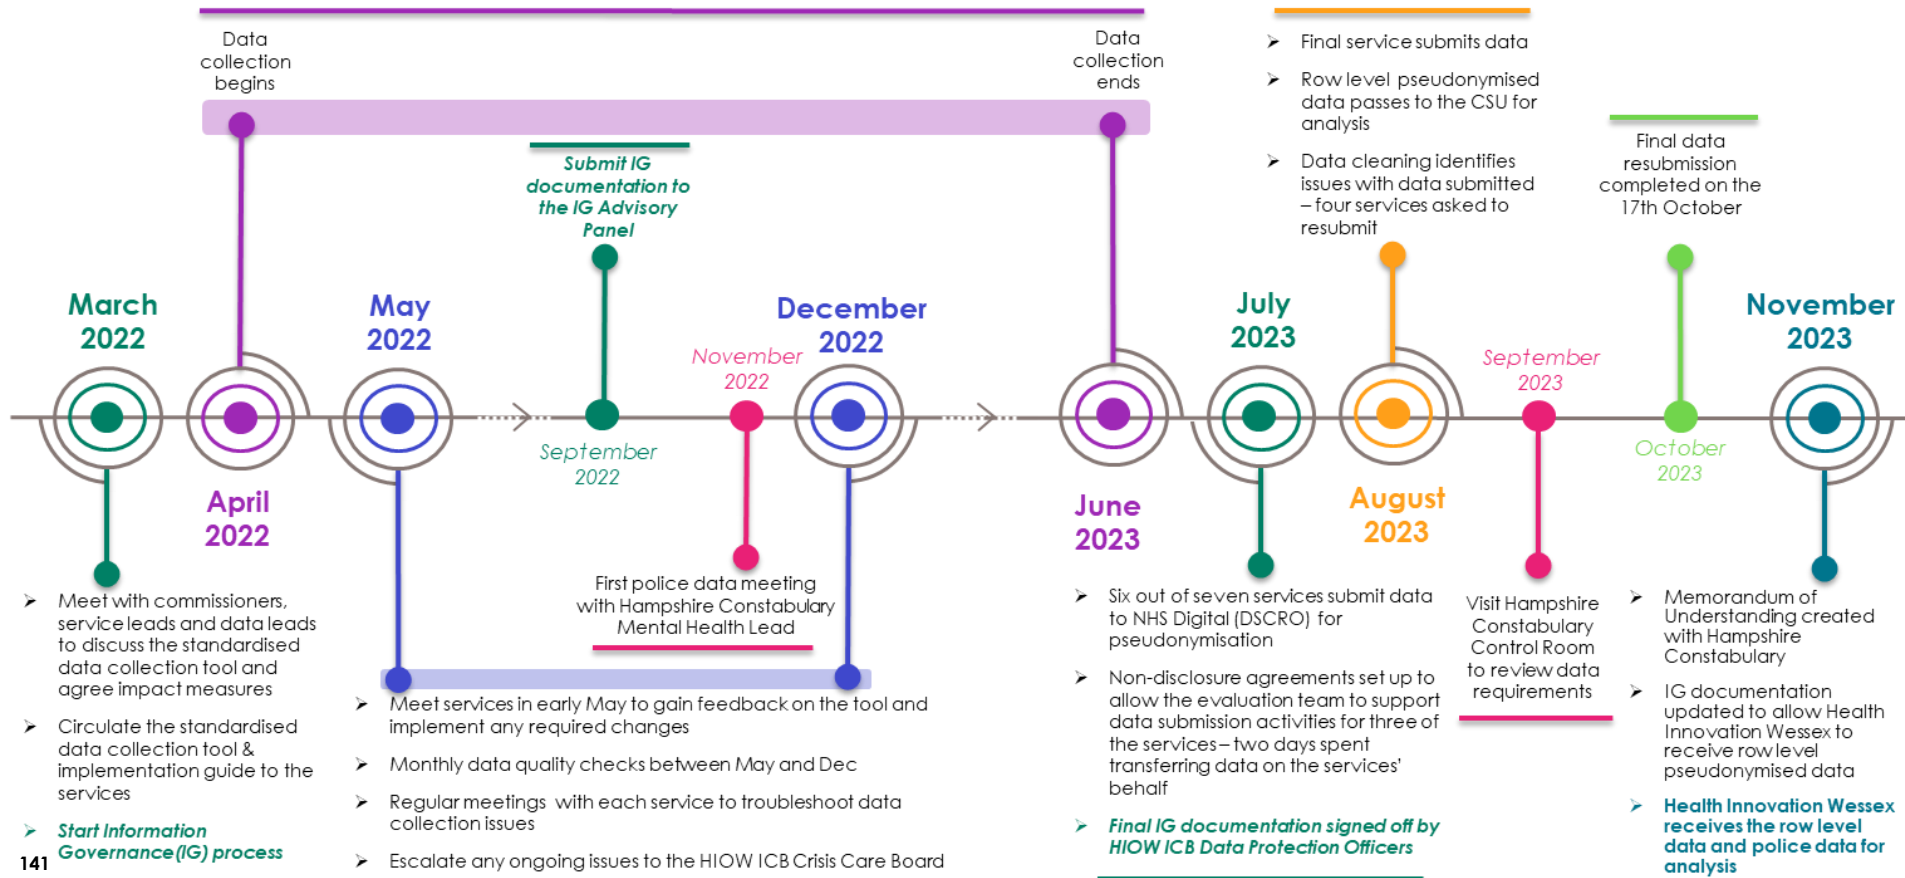 Data
collection
begins
Data
collection
ends
➢ Final service submits data
➢ Row level pseudonymised
data passes to the CSU for
analysis
➢ Data cleaning identifies
issues with data submitted
– four services asked to
resubmit
Submit IG
documentation to
the IG Advisory
Panel
Final data
resubmission
completed on the
17th October
March
2022
April
2022
May
2022
September
2022
November
2022
December
2022
June
2023
July
2023
August
2023
September
2023
October
2023
November
2023
➢ Meet with commissioners,
service leads and data leads
to discuss the standardised
data collection tool and
agree impact measures
➢ Circulate the standardised
data collection tool &
implementation guide to the
services
➢ Start Information
Governance(IG) process
First police data meeting
with Hampshire Constabulary
Mental Health Lead
➢ Meet services in early May to gain feedback on the tool and
implement any required changes
➢ Monthly data quality checks between May and Dec
➢ Regular meetings with each service to troubleshoot data
collection issues
➢ Escalate any ongoing issues to the HIOW ICB Crisis Care Board
➢ Six out of seven services submit data
to NHS Digital (DSCRO) for
pseudonymisation
➢ Non-disclosure agreements set up to
allow the evaluation team to support
data submission activities for three of
the services – two days spent
transferring data on the services'
behalf
➢ Final IG documentation signed off by
HIOW ICB Data Protection Officers
Visit Hampshire
Constabulary
Control Room
to review data
requirements
➢ Memorandum of
Understanding created
with Hampshire
Constabulary
➢ IG documentation
updated to allow Health
Innovation Wessex to
receive row level
pseudonymised data
➢ Health Innovation Wessex
receives the row level
data and police data for
analysis
141